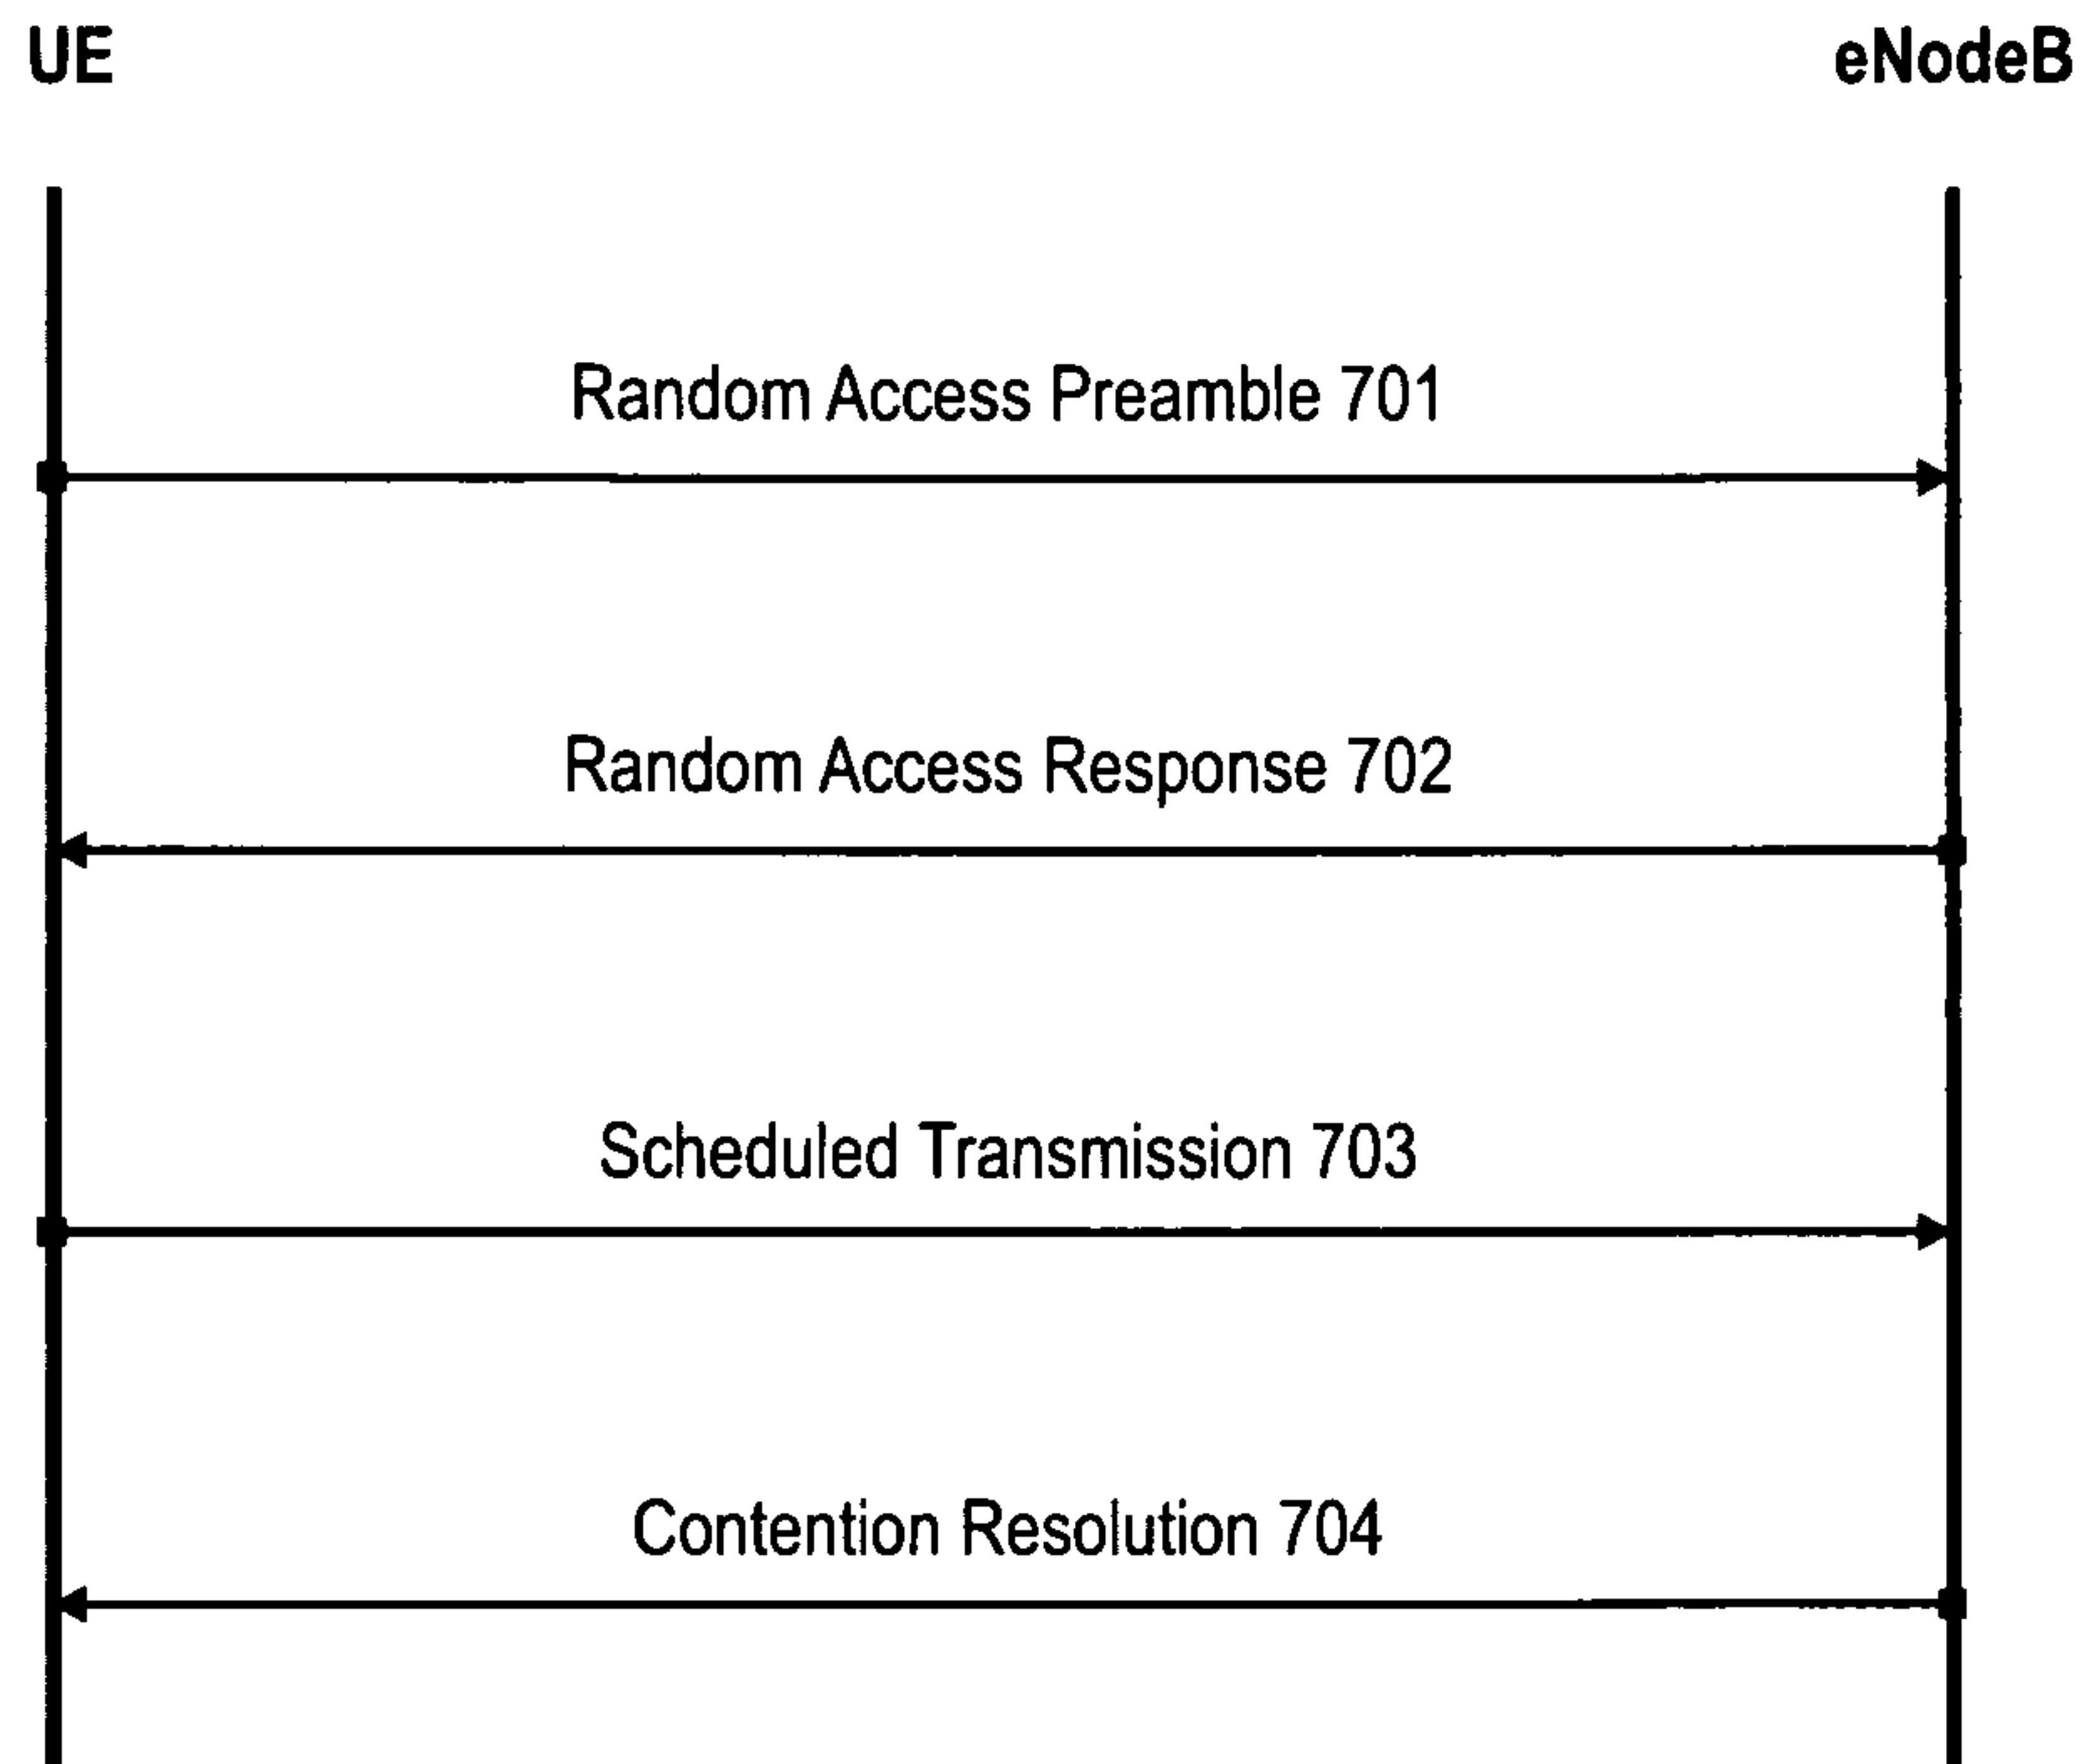 UE eNodeB
Random Access Preamble 701
Random Access Response 702
Scheduled Transmission 703
Contention Resolution 704